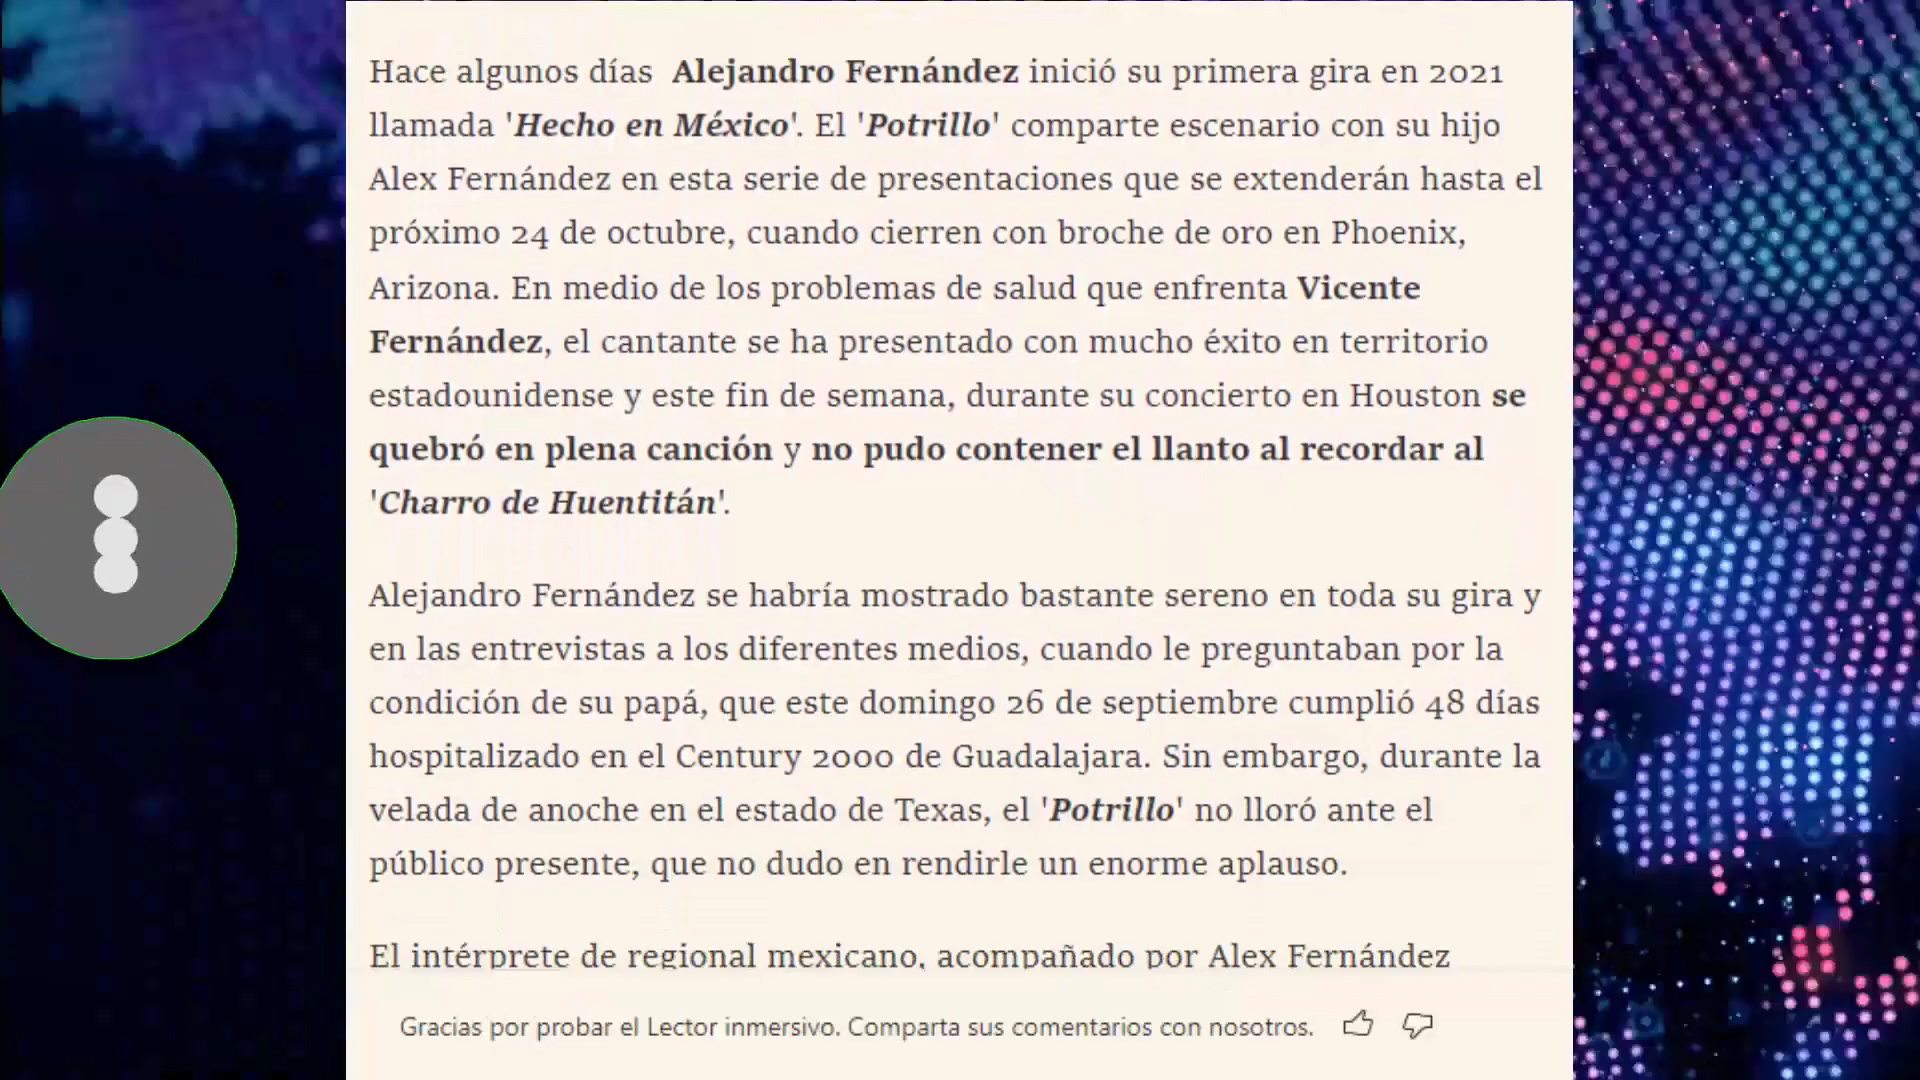 Hace algunos días Alejandro Fernández inició su primera gira en 2021
llamada 'Hecho en México'. El 'Potrillo' comparte escenario con su hijo
Alex Fernández en esta serie de presentaciones que se extenderán hasta el
próximo 24 de octubre, cuando cierren con broche de oro en Phoenix,
Arizona. En medio de los problemas de salud que enfrenta Vicente
Fernández, el cantante se ha presentado con mucho éxito en territorio
estadounidense y este fin de semana, durante su concierto en Houston se
quebró en plena canción y no pudo contener el llanto al recordar al
'Charro de Huentitán'.
Alejandro Fernández se habría mostrado bastante sereno en toda su gira y
en las entrevistas a los diferentes medios, cuando le preguntaban por la
condición de su papá, que este domingo 26 de septiembre cumplió 48 días
hospitalizado en el Century 2000 de Guadalajara. Sin embargo, durante la
velada de anoche en el estado de Texas, el 'Potrillo' no lloró ante el
público presente, que no dudo en rendirle un enorme aplauso.
El intérprete de regional mexicano, acompañado por Alex Fernández
Gracias por probar el Lector inmersivo. Comparta sus comentarios con nosotros.